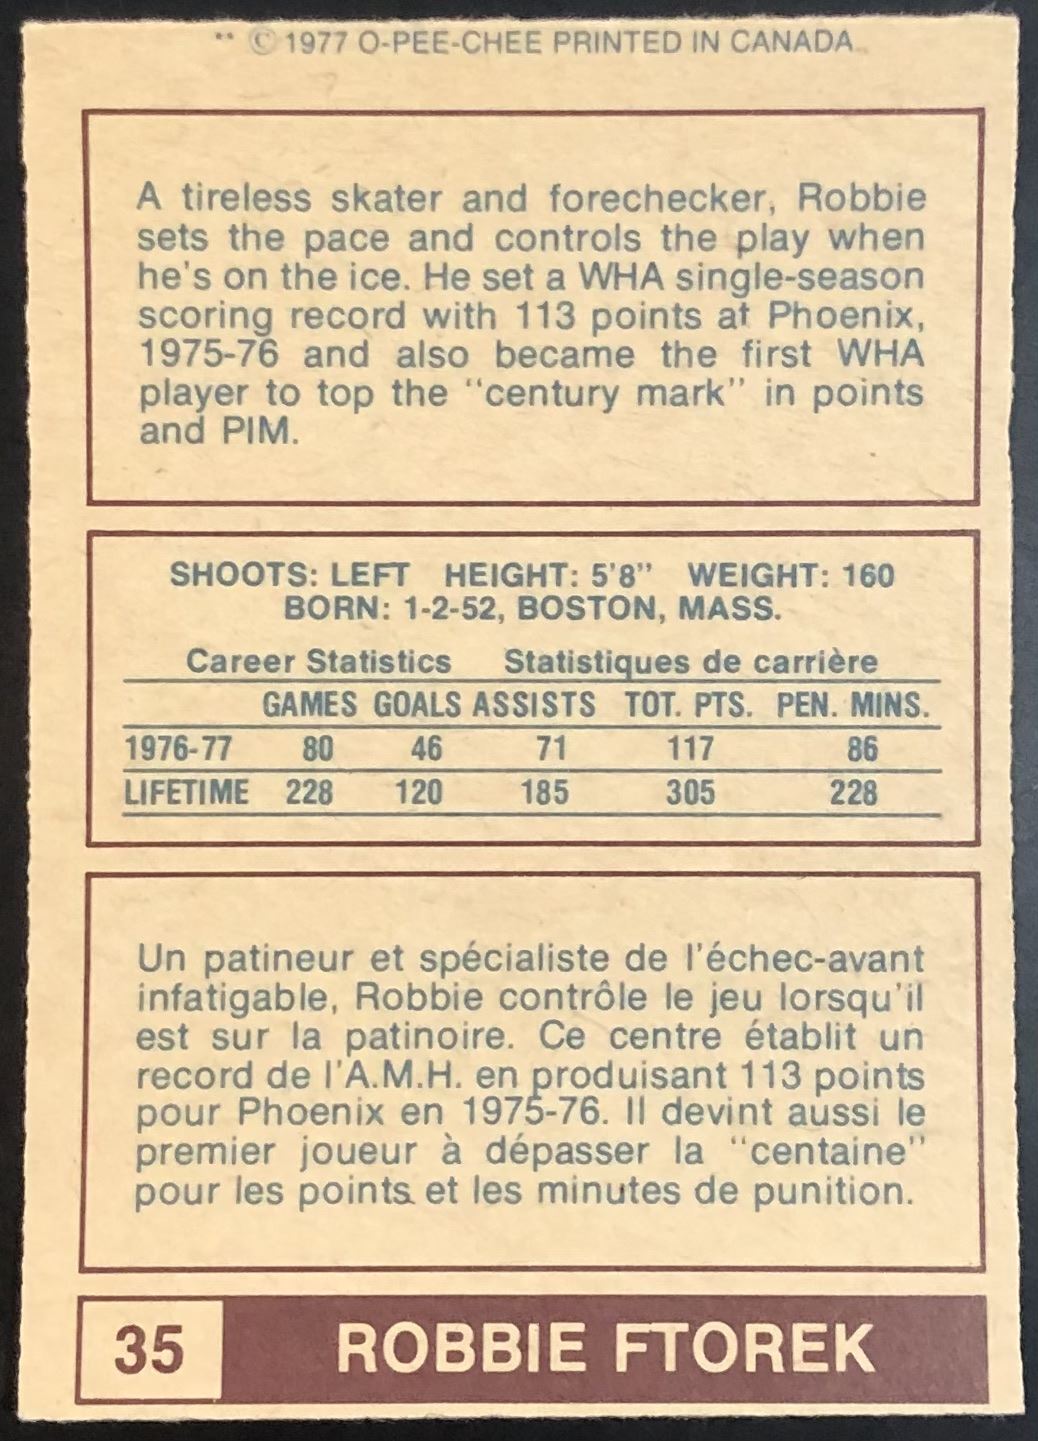 ** © 1977 O-PEE-CHEE PRINTED IN CANADA
A tireless skater and forechecker, Robbie
sets the pace and controls the play when
he's on the ice. He set a WHA single-season
scoring record with 113 points at Phoenix,
1975-76 and also became the first WHA
player to top the "century mark" in points
and PIM.
SHOOTS: LEFT HEIGHT: 5'8" WEIGHT: 160
BORN: 1-2-52, BOSTON, MASS.
Career Statistics Statistiques de carrière
GAMES GOALS ASSISTS TOT. PTS. PEN. MINS.
1976-77 80 46 71 117 86
LIFETIME 228 120 185 305 228
Un patineur et spécialiste de l'échec-avant
infatigable, Robbie contrôle le jeu lorsqu'il
est sur la patinoire. Ce centre établit un
record de l'A.M.H. en produisant 113 points
pour Phoenix en 1975-76. Il devint aussi le
premier joueur à dépasser la "centaine"
pour les points et les minutes de punition.
35 ROBBIE FTOREK